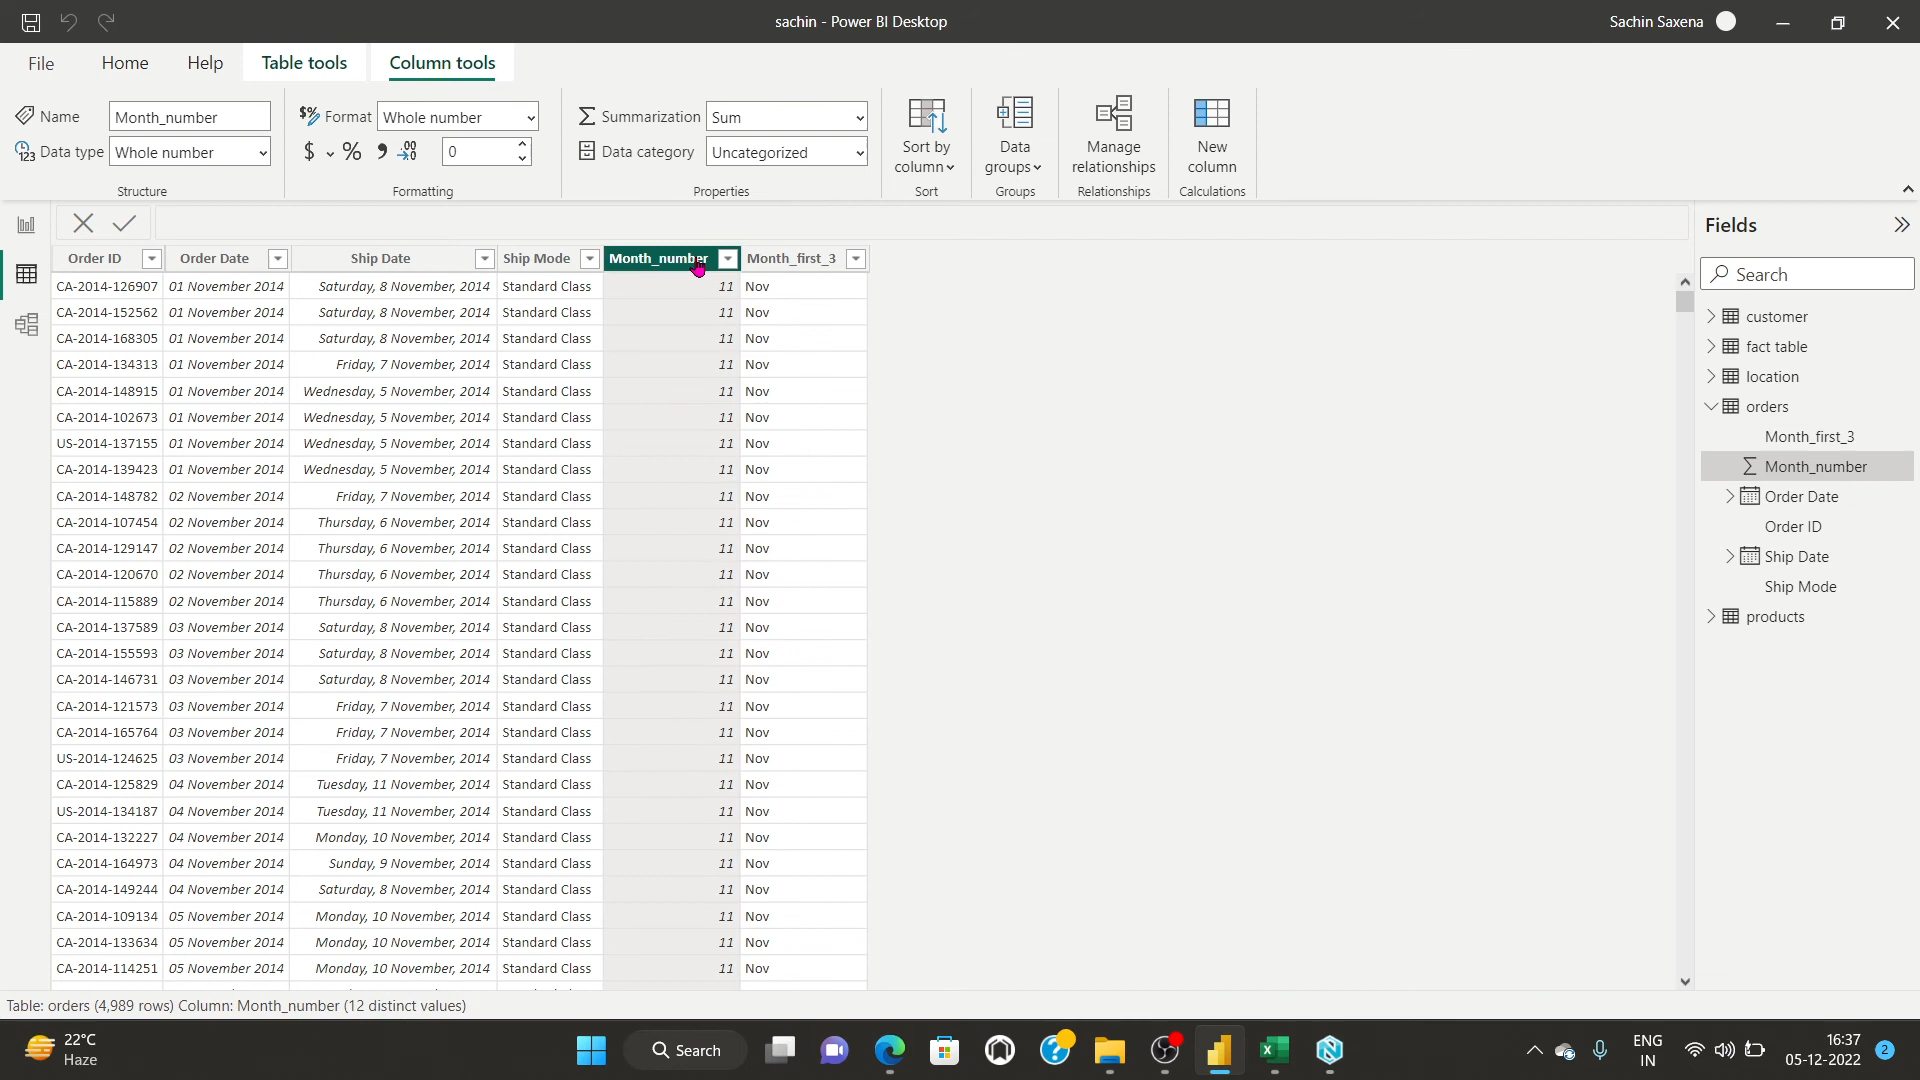 sachin - Power BI Desktop
Sachin Saxena
File Home Help Table tools Column tools
Name Month_number
Data type Whole number
Structure
Format Whole number
$ % 0
Formatting
Summarization Sum
Data category Uncategorized
Properties
Sort by column
Sort
Data groups
Groups
Manage relationships
Relationships
New column
Calculations
Order ID Order Date Ship Date Ship Mode Month_number Month_first_3
CA-2014-126907 01 November 2014 Saturday, 8 November, 2014 Standard Class 11 Nov
CA-2014-152562 01 November 2014 Saturday, 8 November, 2014 Standard Class 11 Nov
CA-2014-168305 01 November 2014 Saturday, 8 November, 2014 Standard Class 11 Nov
CA-2014-134313 01 November 2014 Friday, 7 November, 2014 Standard Class 11 Nov
CA-2014-148915 01 November 2014 Wednesday, 5 November, 2014 Standard Class 11 Nov
CA-2014-102673 01 November 2014 Wednesday, 5 November, 2014 Standard Class 11 Nov
US-2014-137155 01 November 2014 Wednesday, 5 November, 2014 Standard Class 11 Nov
CA-2014-139423 01 November 2014 Wednesday, 5 November, 2014 Standard Class 11 Nov
CA-2014-148782 02 November 2014 Friday, 7 November, 2014 Standard Class 11 Nov
CA-2014-107454 02 November 2014 Thursday, 6 November, 2014 Standard Class 11 Nov
CA-2014-129147 02 November 2014 Thursday, 6 November, 2014 Standard Class 11 Nov
CA-2014-120670 02 November 2014 Thursday, 6 November, 2014 Standard Class 11 Nov
CA-2014-115889 02 November 2014 Thursday, 6 November, 2014 Standard Class 11 Nov
CA-2014-137589 03 November 2014 Saturday, 8 November, 2014 Standard Class 11 Nov
CA-2014-155593 03 November 2014 Saturday, 8 November, 2014 Standard Class 11 Nov
CA-2014-146731 03 November 2014 Saturday, 8 November, 2014 Standard Class 11 Nov
CA-2014-121573 03 November 2014 Friday, 7 November, 2014 Standard Class 11 Nov
CA-2014-165764 03 November 2014 Friday, 7 November, 2014 Standard Class 11 Nov
US-2014-124625 03 November 2014 Friday, 7 November, 2014 Standard Class 11 Nov
CA-2014-125829 04 November 2014 Tuesday, 11 November, 2014 Standard Class 11 Nov
US-2014-134187 04 November 2014 Tuesday, 11 November, 2014 Standard Class 11 Nov
CA-2014-132227 04 November 2014 Monday, 10 November, 2014 Standard Class 11 Nov
CA-2014-164973 04 November 2014 Sunday, 9 November, 2014 Standard Class 11 Nov
CA-2014-149244 04 November 2014 Saturday, 8 November, 2014 Standard Class 11 Nov
CA-2014-109134 05 November 2014 Monday, 10 November, 2014 Standard Class 11 Nov
CA-2014-133634 05 November 2014 Monday, 10 November, 2014 Standard Class 11 Nov
CA-2014-114251 05 November 2014 Monday, 10 November, 2014 Standard Class 11 Nov
Fields
Search
customer
fact table
location
orders
Month_first_3
Month_number
Order Date
Order ID
Ship Date
Ship Mode
products
Table: orders (4,989 rows) Column: Month_number (12 distinct values)
22°C
Haze
Search
ENG
IN
16:37
05-12-2022
2